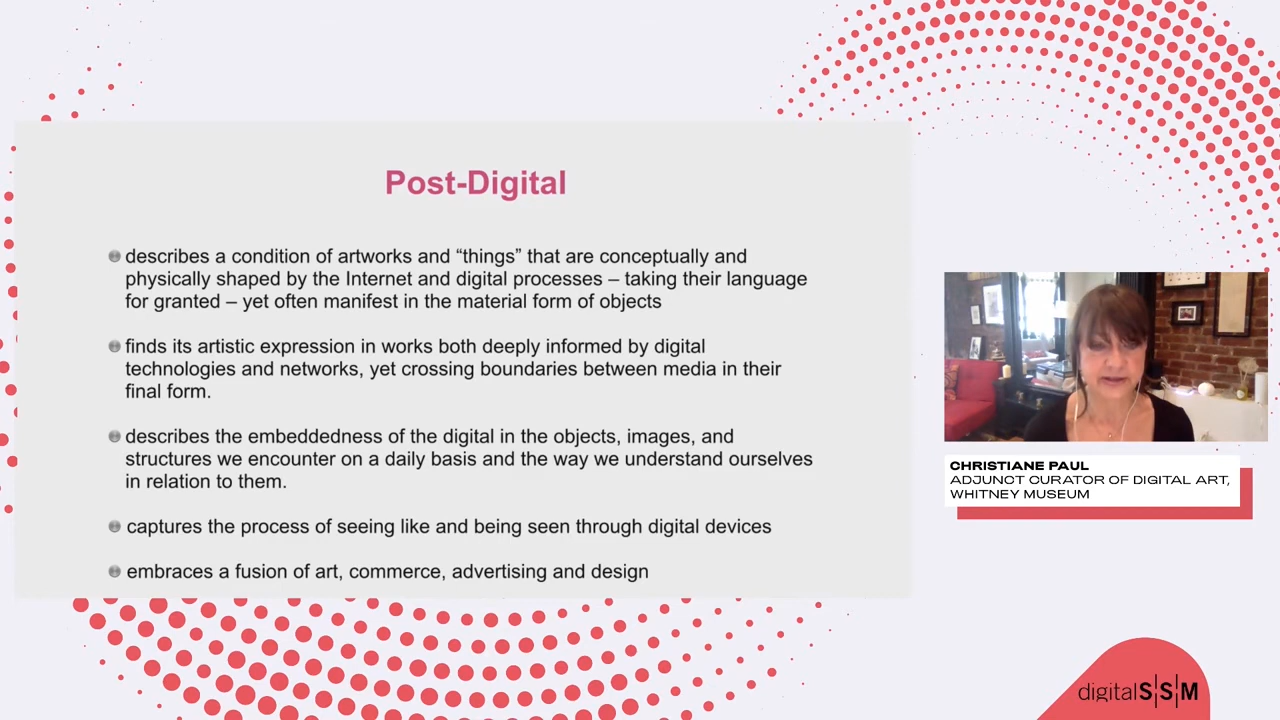 Post-Digital
describes a condition of artworks and “things” that are conceptually and
physically shaped by the Internet and digital processes – taking their language
for granted – yet often manifest in the material form of objects
finds its artistic expression in works both deeply informed by digital
technologies and networks, yet crossing boundaries between media in their
final form.
describes the embeddedness of the digital in the objects, images, and
structures we encounter on a daily basis and the way we understand ourselves
in relation to them.
captures the process of seeing like and being seen through digital devices
embraces a fusion of art, commerce, advertising and design
CHRISTIANE PAUL
ADJUNCT CURATOR OF DIGITAL ART,
WHITNEY MUSEUM
digitalS|S|M